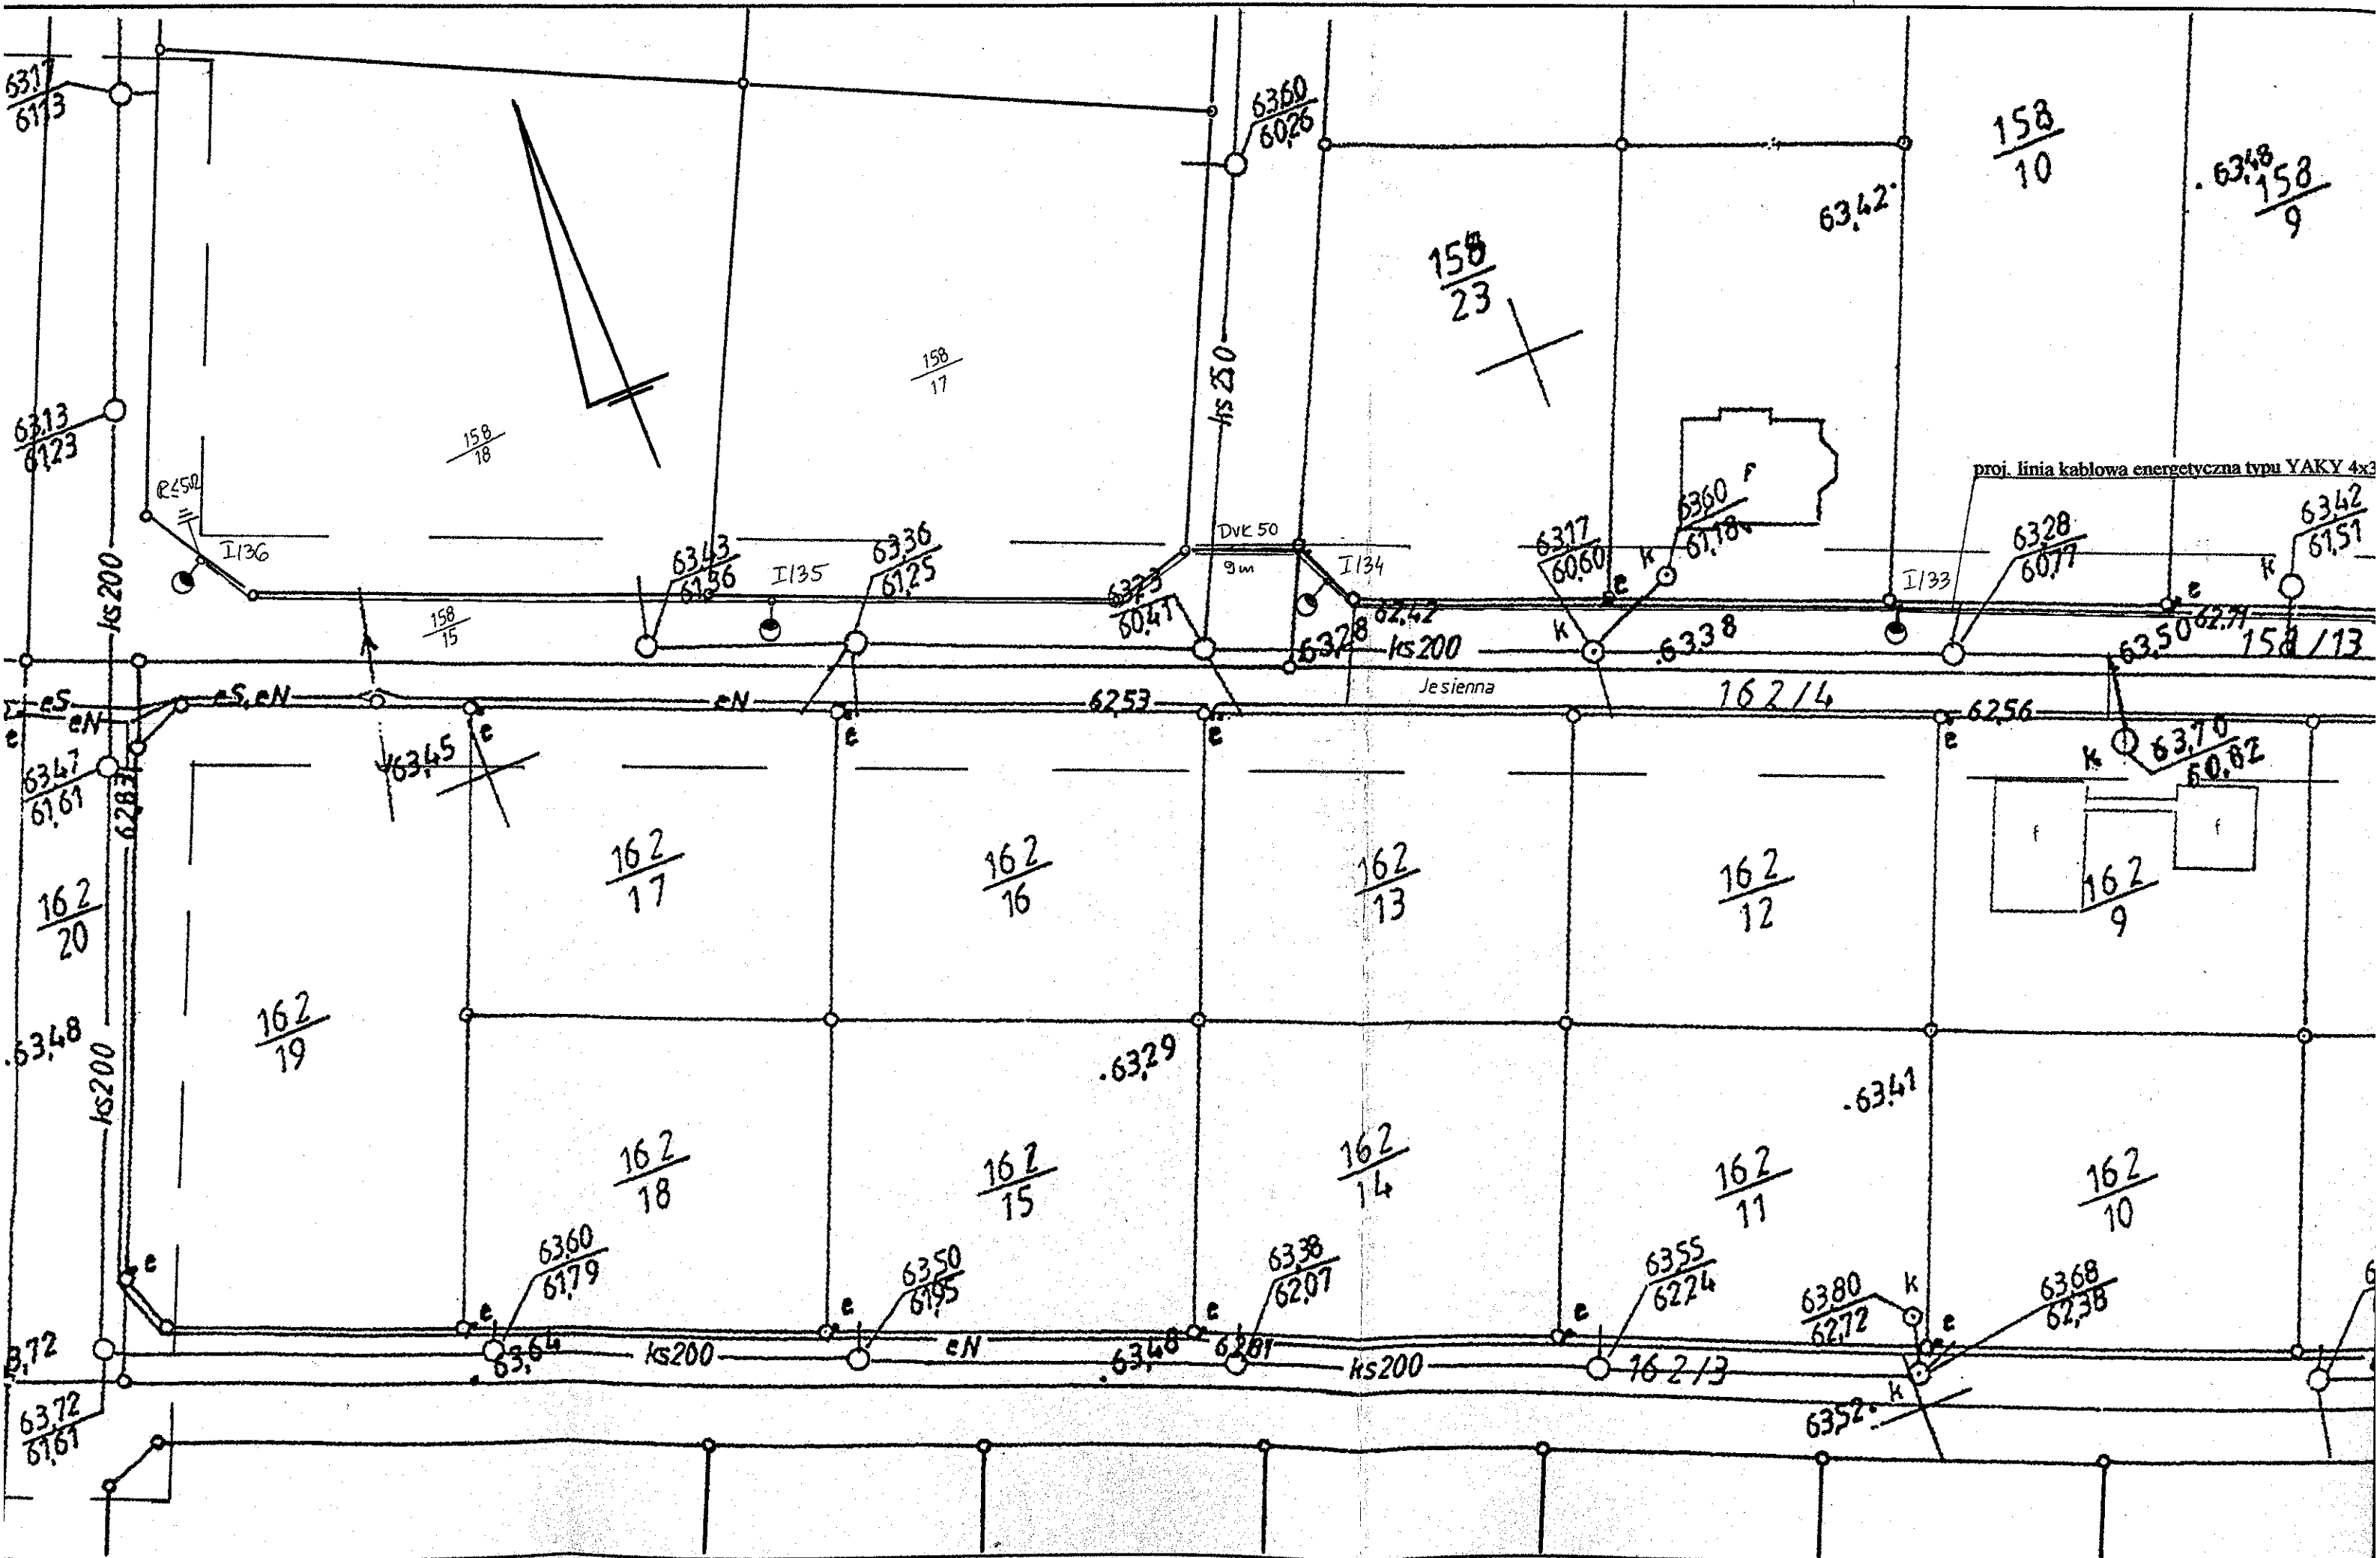 63,17
61,13
63,60
60,26
158
10
63,48
158
9
63,42
158
23
158
17
158
18
ks 250
63,13
61,23
R≤5Ω
I/36
ks200
63,43
I/35
63,36
61,25
DVK 50
9m
I/34
63,17
60,60
k
63,60
61,18
f
proj. linia kablowa energetyczna typu YAKY 4x3
63,28
60,77
63,42
61,51
k
I/33
e
e
158
15
60,41
63,28
62,42
ks200
k
63,38
63,50
62,71
/13
Jesienna
162/4
eS
eN
eS, eN
eN
62,53
62,56
e
e
e
e
e
63,45
k
63,70
60,82
63,47
61,61
62,83
162
20
162
17
162
16
162
13
162
12
f
f
162
9
.63,48
ks200
162
19
.63,29
.63,41
162
18
162
15
162
14
162
11
162
10
e
63,60
61,79
63,50
61,95
63,38
62,07
63,55
62,24
63,80
62,72
k
63,68
62,38
e
e
e
e
e
3,72
63,64
ks200
eN
.63,48
62,81
ks200
162/3
k
63,52.
63,72
61,61